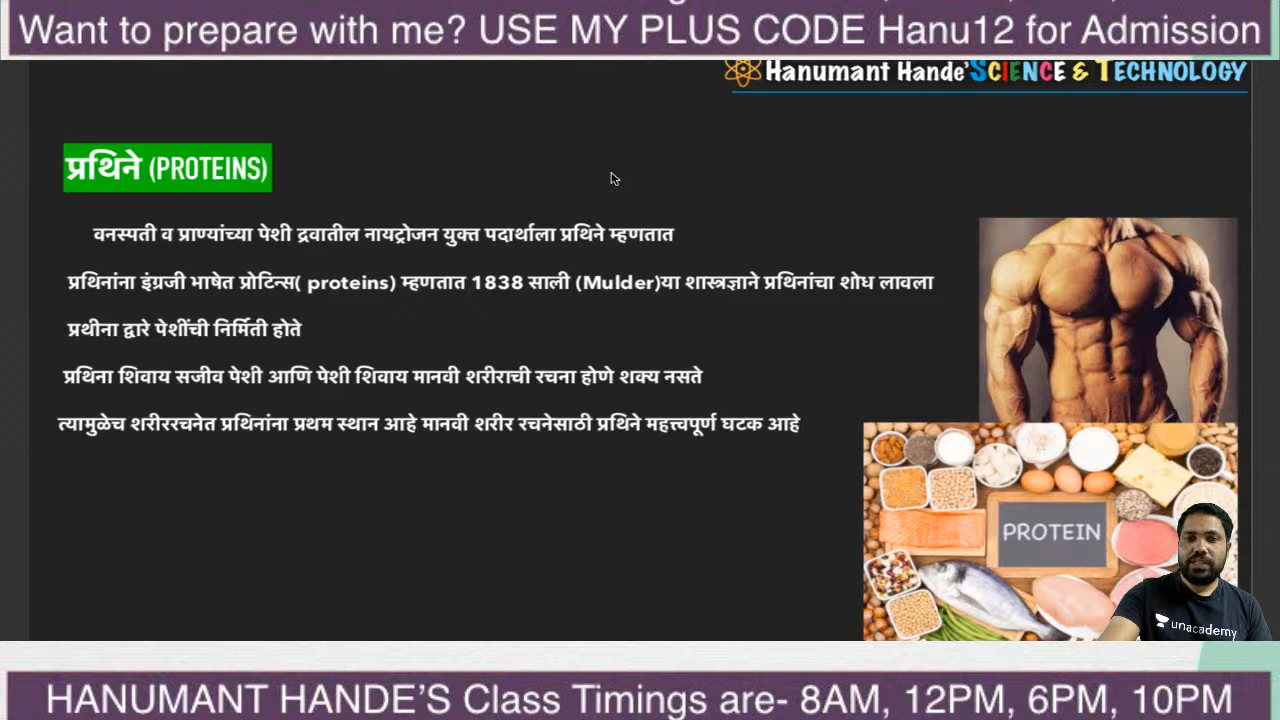 Want to prepare with me? USE MY PLUS CODE Hanu12 for Admission
Hanumant Hande'SCIENCE & TECHNOLOGY
प्रथिने (PROTEINS)
वनस्पती व प्राण्यांच्या पेशी द्रवातील नायट्रोजन युक्त पदार्थाला प्रथिने म्हणतात
प्रथिनांना इंग्रजी भाषेत प्रोटिन्स( proteins) म्हणतात 1838 साली (Mulder)या शास्त्रज्ञाने प्रथिनांचा शोध लावला
प्रथीना द्वारे पेशींची निर्मिती होते
प्रथिना शिवाय सजीव पेशी आणि पेशी शिवाय मानवी शरीराची रचना होणे शक्य नसते
त्यामुळेच शरीररचनेत प्रथिनांना प्रथम स्थान आहे मानवी शरीर रचनेसाठी प्रथिने महत्त्वपूर्ण घटक आहे
PROTEIN
unacademy
HANUMANT HANDE’S Class Timings are- 8AM, 12PM, 6PM, 10PM